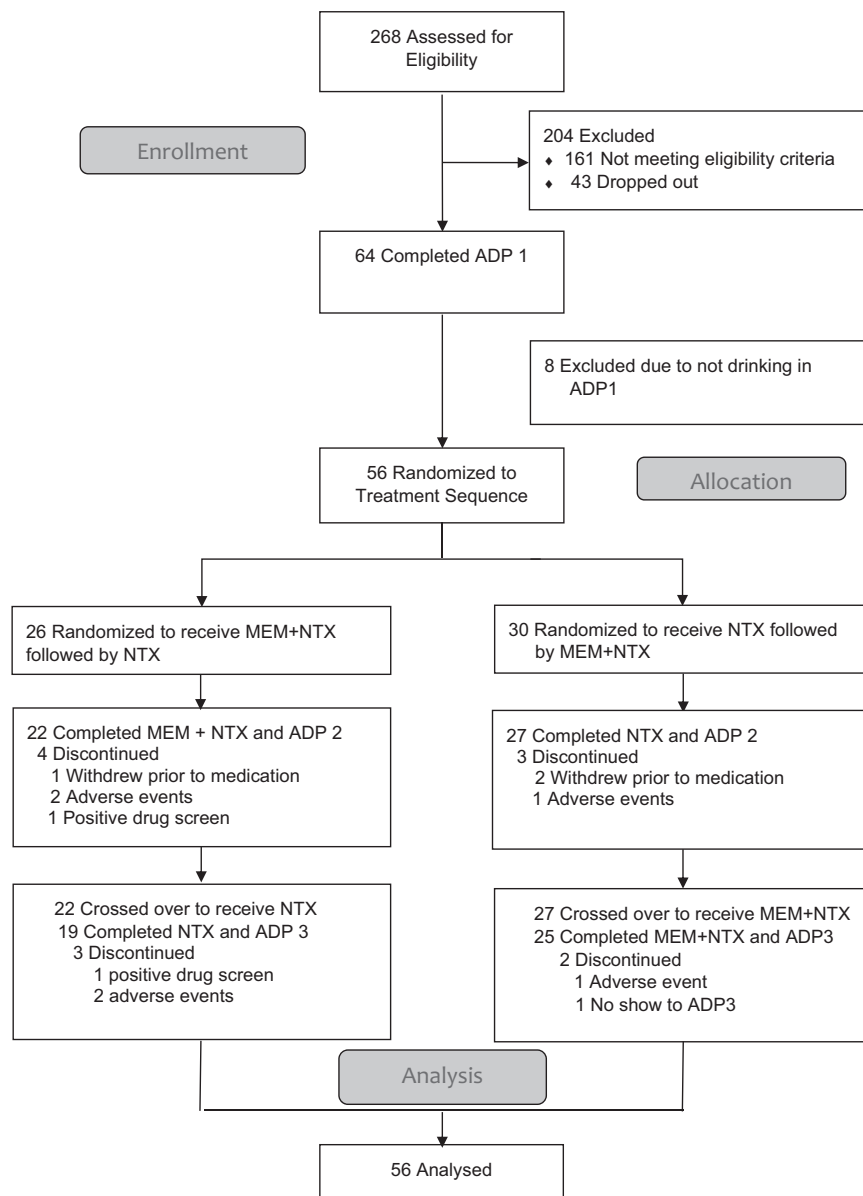 268 Assessed for
Eligibility
Enrollment
204 Excluded
♦ 161 Not meeting eligibility criteria
♦ 43 Dropped out
64 Completed ADP 1
8 Excluded due to not drinking in
ADP1
56 Randomized to
Treatment Sequence
Allocation
26 Randomized to receive MEM+NTX
followed by NTX
30 Randomized to receive NTX followed
by MEM+NTX
22 Completed MEM + NTX and ADP 2
4 Discontinued
1 Withdrew prior to medication
2 Adverse events
1 Positive drug screen
27 Completed NTX and ADP 2
3 Discontinued
2 Withdrew prior to medication
1 Adverse events
22 Crossed over to receive NTX
19 Completed NTX and ADP 3
3 Discontinued
1 positive drug screen
2 adverse events
27 Crossed over to receive MEM+NTX
25 Completed MEM+NTX and ADP3
2 Discontinued
1 Adverse event
1 No show to ADP3
Analysis
56 Analysed